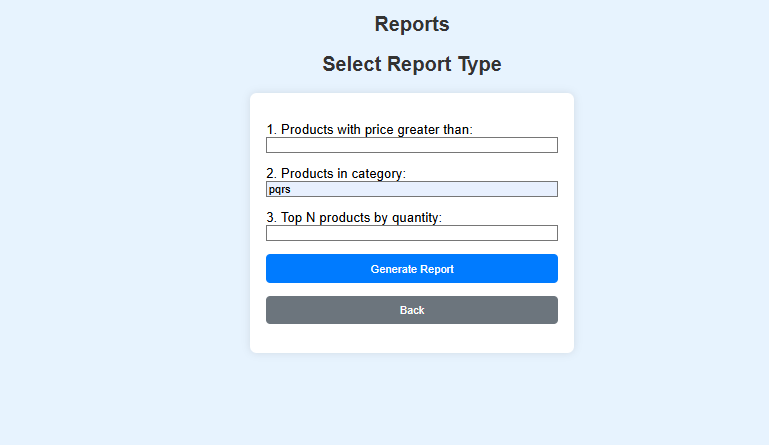 Reports
Select Report Type
1. Products with price greater than:
2. Products in category:
pqrs
3. Top N products by quantity:
Generate Report
Back